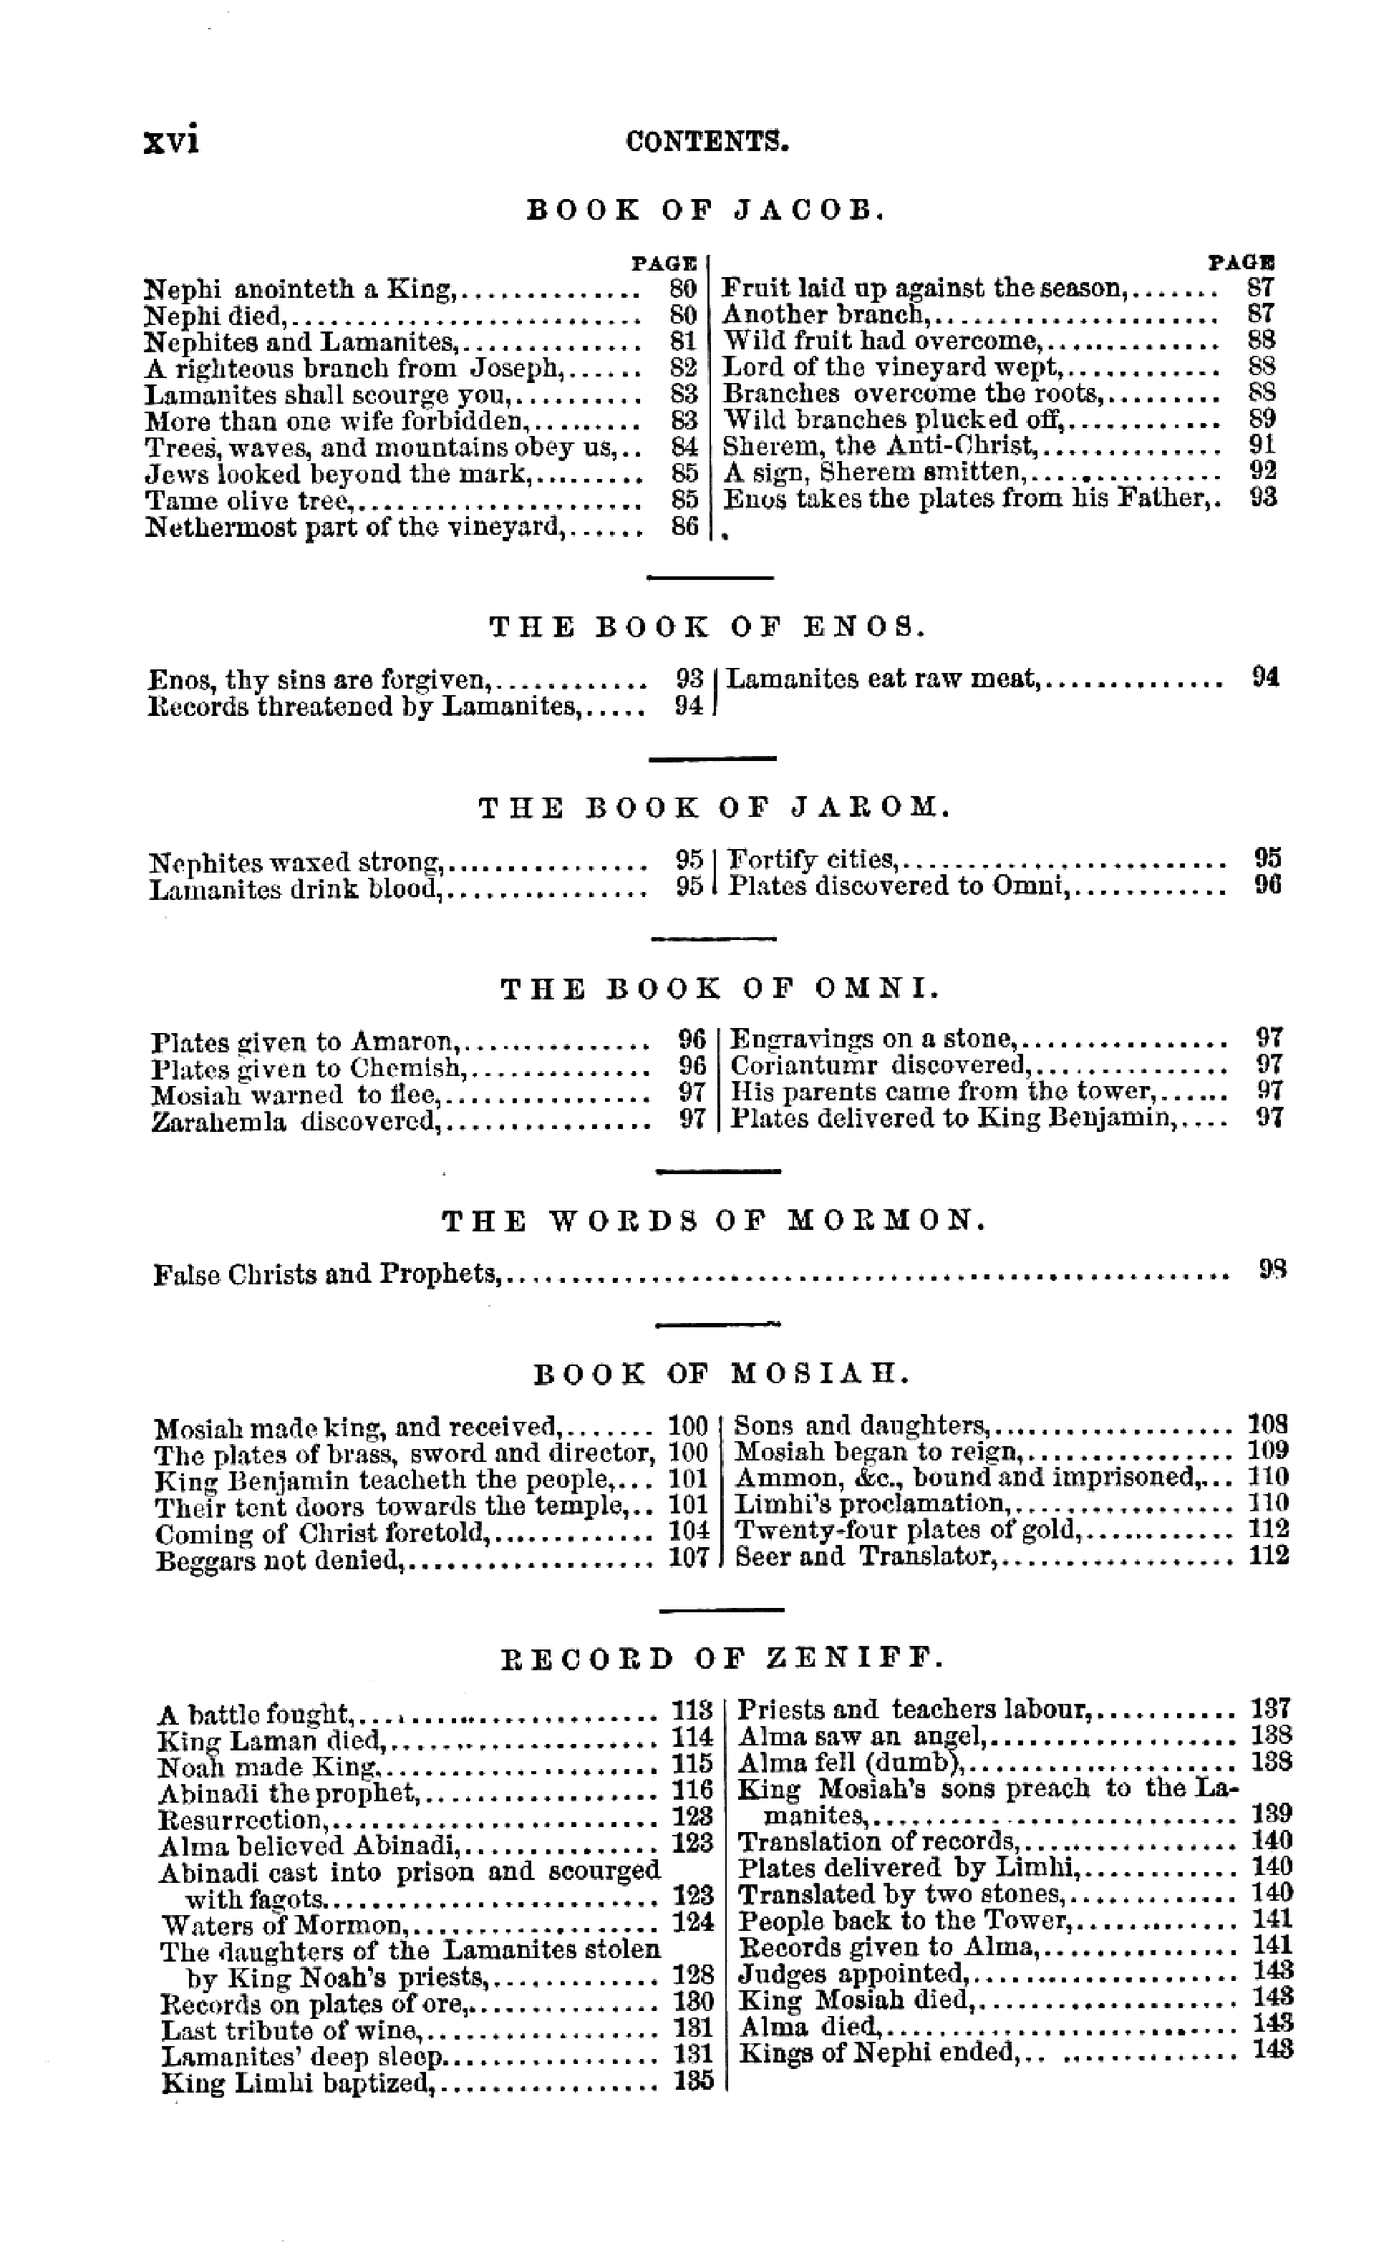 xvi
CONTENTS.
BOOK OF JACOB.
PAGE
Nephi anointeth a King,.............. 80
Nephi died,........................... 80
Nephites and Lamanites,.............. 81
A righteous branch from Joseph,...... 82
Lamanites shall scourge you,.......... 83
More than one wife forbidden,......... 83
Trees, waves, and mountains obey us,.. 84
Jews looked beyond the mark,......... 85
Tame olive tree,...................... 85
Nethermost part of the vineyard,...... 86
PAGE
Fruit laid up against the season,....... 87
Another branch,...................... 87
Wild fruit had overcome,.............. 88
Lord of the vineyard wept,............ 88
Branches overcome the roots,......... 88
Wild branches plucked off,............ 89
Sherem, the Anti-Christ,.............. 91
A sign, Sherem smitten,............... 92
Enos takes the plates from his Father,. 93
THE BOOK OF ENOS.
Enos, thy sins are forgiven,............ 93
Records threatened by Lamanites,..... 94
Lamanites eat raw meat,.............. 94
THE BOOK OF JAROM.
Nephites waxed strong,................ 95
Lamanites drink blood,................ 95
Fortify cities,......................... 95
Plates discovered to Omni,............ 96
THE BOOK OF OMNI.
Plates given to Amaron,............... 96
Plates given to Chemish,.............. 96
Mosiah warned to flee,................ 97
Zarahemla discovered,................ 97
Engravings on a stone,................ 97
Coriantumr discovered,............... 97
His parents came from the tower,...... 97
Plates delivered to King Benjamin,.... 97
THE WORDS OF MORMON.
False Christs and Prophets,....................................................... 98
BOOK OF MOSIAH.
Mosiah made king, and received,....... 100
The plates of brass, sword and director, 100
King Benjamin teacheth the people,... 101
Their tent doors towards the temple,.. 101
Coming of Christ foretold,............. 104
Beggars not denied,................... 107
Sons and daughters,................... 108
Mosiah began to reign,................ 109
Ammon, &c., bound and imprisoned,... 110
Limhi's proclamation,................. 110
Twenty-four plates of gold,............ 112
Seer and Translator,.................. 112
RECORD OF ZENIFF.
A battle fought,....................... 113
King Laman died,..................... 114
Noah made King,..................... 115
Abinadi the prophet,.................. 116
Resurrection,......................... 123
Alma believed Abinadi,............... 123
Abinadi cast into prison and scourged
with fagots.......................... 123
Waters of Mormon,................... 124
The daughters of the Lamanites stolen
by King Noah's priests,............. 128
Records on plates of ore,............... 130
Last tribute of wine,.................. 131
Lamanites' deep sleep................. 131
King Limhi baptized,................. 135
Priests and teachers labour,........... 137
Alma saw an angel,................... 138
Alma fell (dumb),..................... 138
King Mosiah's sons preach to the La-
manites,............................ 139
Translation of records,................. 140
Plates delivered by Limhi,............ 140
Translated by two stones,............. 140
People back to the Tower,............. 141
Records given to Alma,............... 141
Judges appointed,..................... 143
King Mosiah died,.................... 143
Alma died,........................... 143
Kings of Nephi ended,................ 143